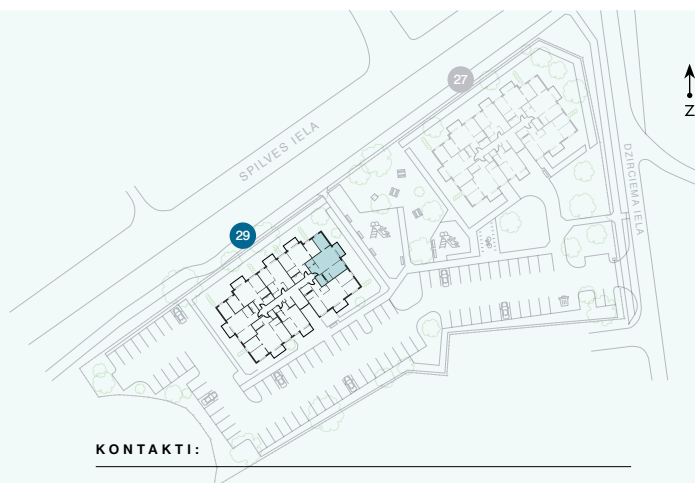 27
Z
SPILVES IELA
DZIRCIEMA IELA
29
KONTAKTI: